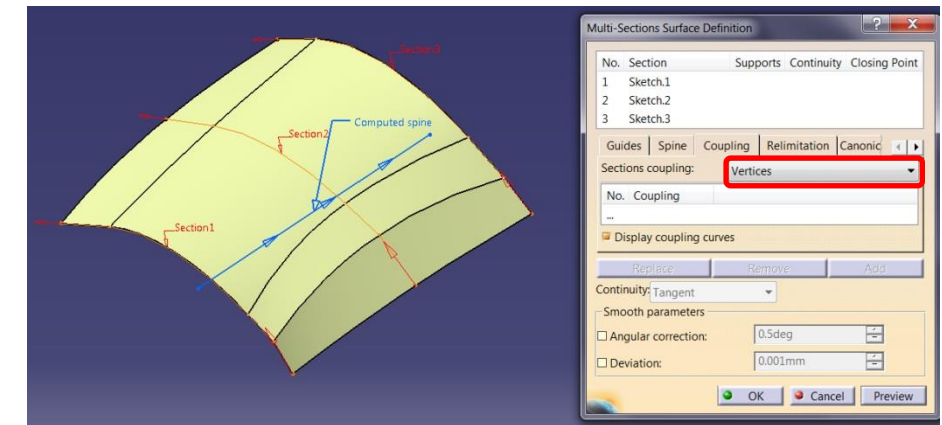 Section3
Section2
Computed spine
Section1
Multi-Sections Surface Definition
?
X
No. Section Supports Continuity Closing Point
1 Sketch.1
2 Sketch.2
3 Sketch.3
Guides Spine Coupling Relimitation Canonic
Sections coupling: Vertices
No. Coupling
...
Display coupling curves
Replace Remove Add
Continuity: Tangent
Smooth parameters
Angular correction: 0.5deg
Deviation: 0.001mm
OK Cancel Preview